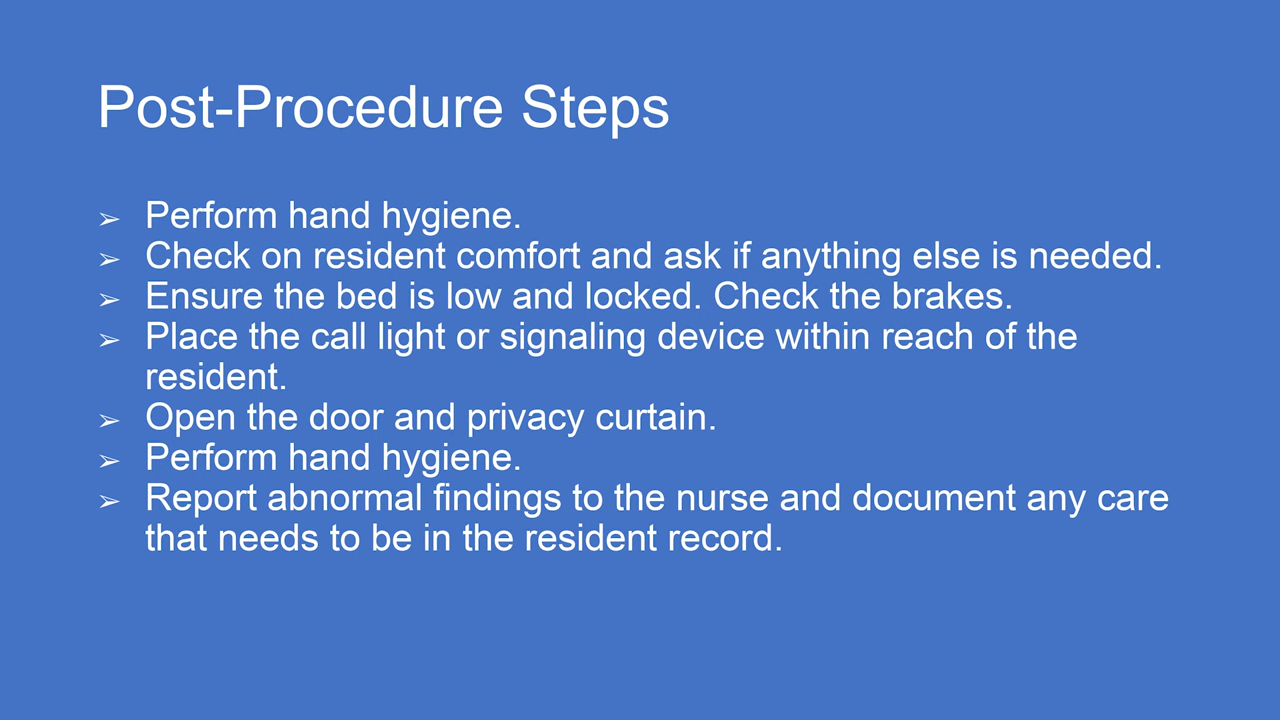 Post-Procedure Steps
➢ Perform hand hygiene.
➢ Check on resident comfort and ask if anything else is needed.
➢ Ensure the bed is low and locked. Check the brakes.
➢ Place the call light or signaling device within reach of the
resident.
➢ Open the door and privacy curtain.
➢ Perform hand hygiene.
➢ Report abnormal findings to the nurse and document any care
that needs to be in the resident record.